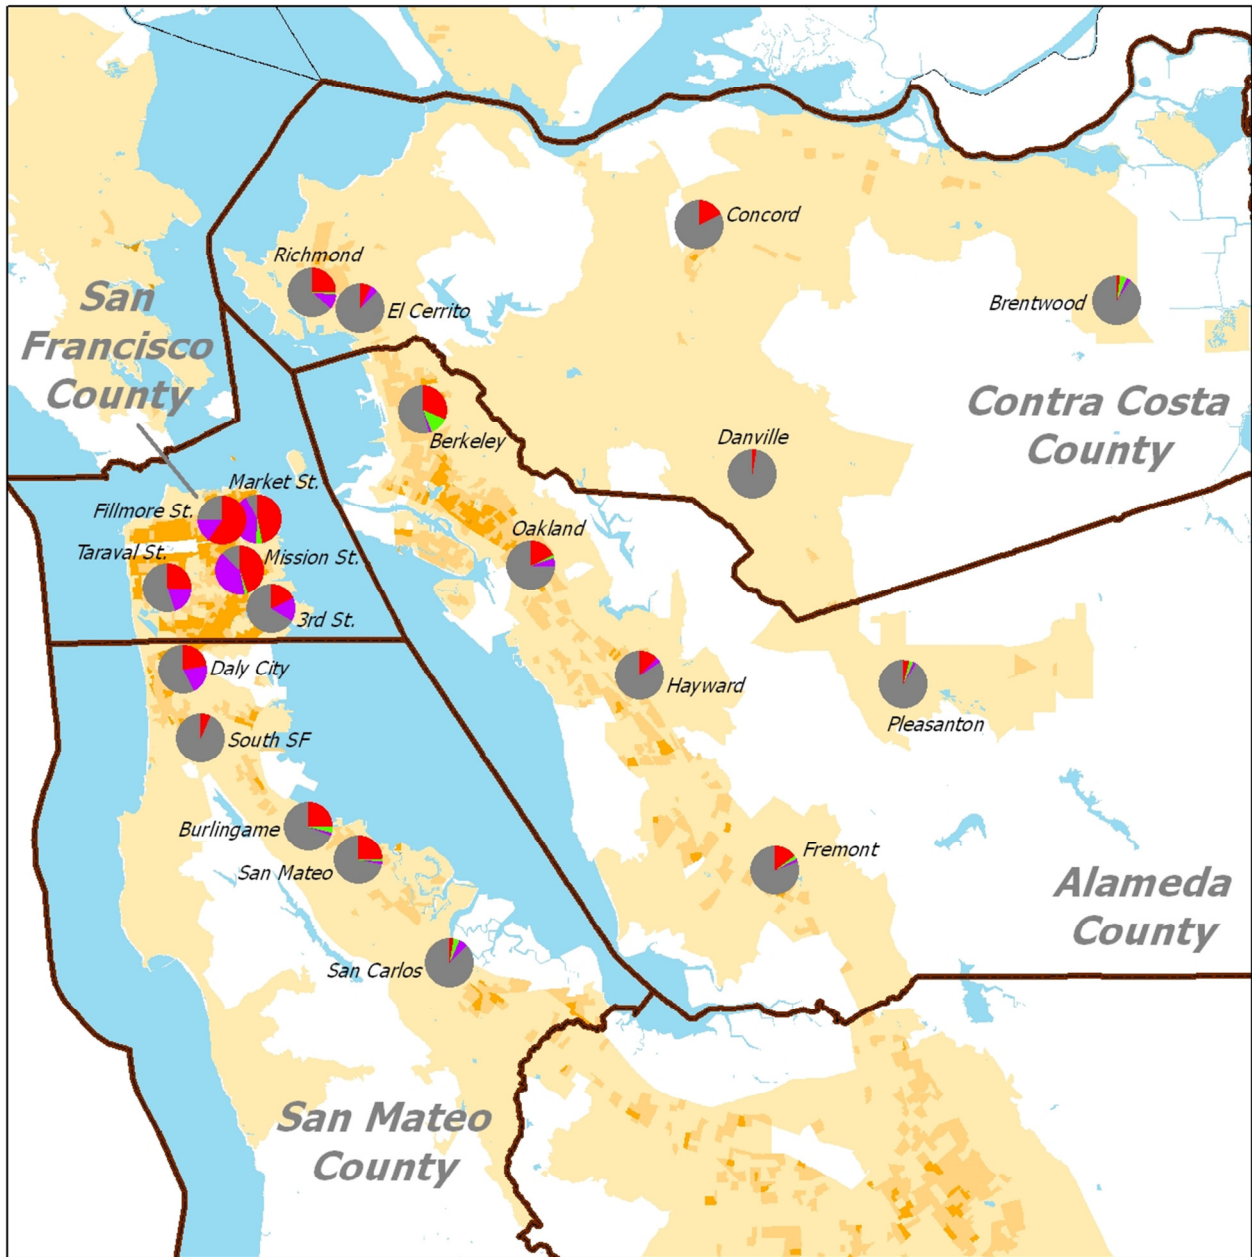 Concord
Richmond
San
Francisco
County
El Cerrito
Brentwood
Contra Costa
County
Berkeley
Danville
Market St.
Fillmore St.
Oakland
Taraval St.
Mission St.
3rd St.
Daly City
Hayward
Pleasanton
South SF
Burlingame
San Mateo
Fremont
Alameda
County
San Carlos
San Mateo
County